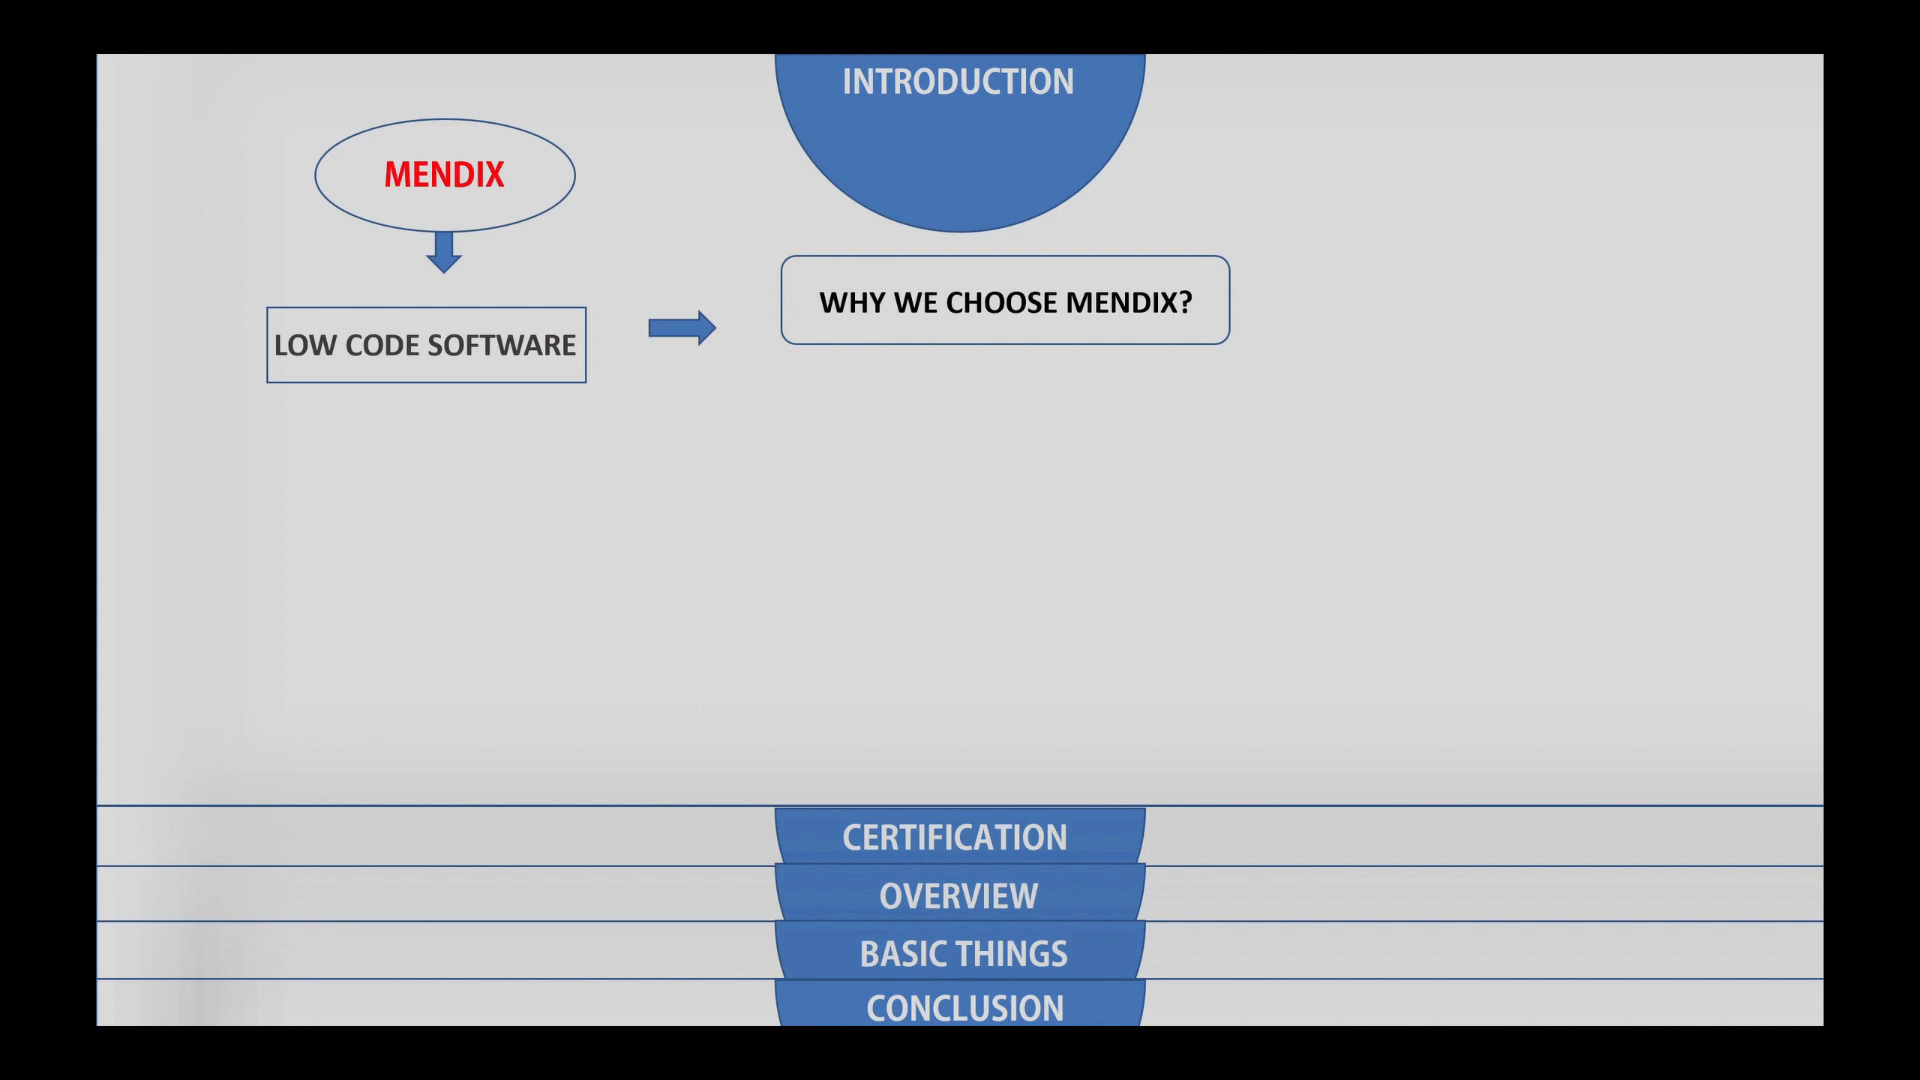 INTRODUCTION
MENDIX
LOW CODE SOFTWARE
WHY WE CHOOSE MENDIX?
CERTIFICATION
OVERVIEW
BASIC THINGS
CONCLUSION